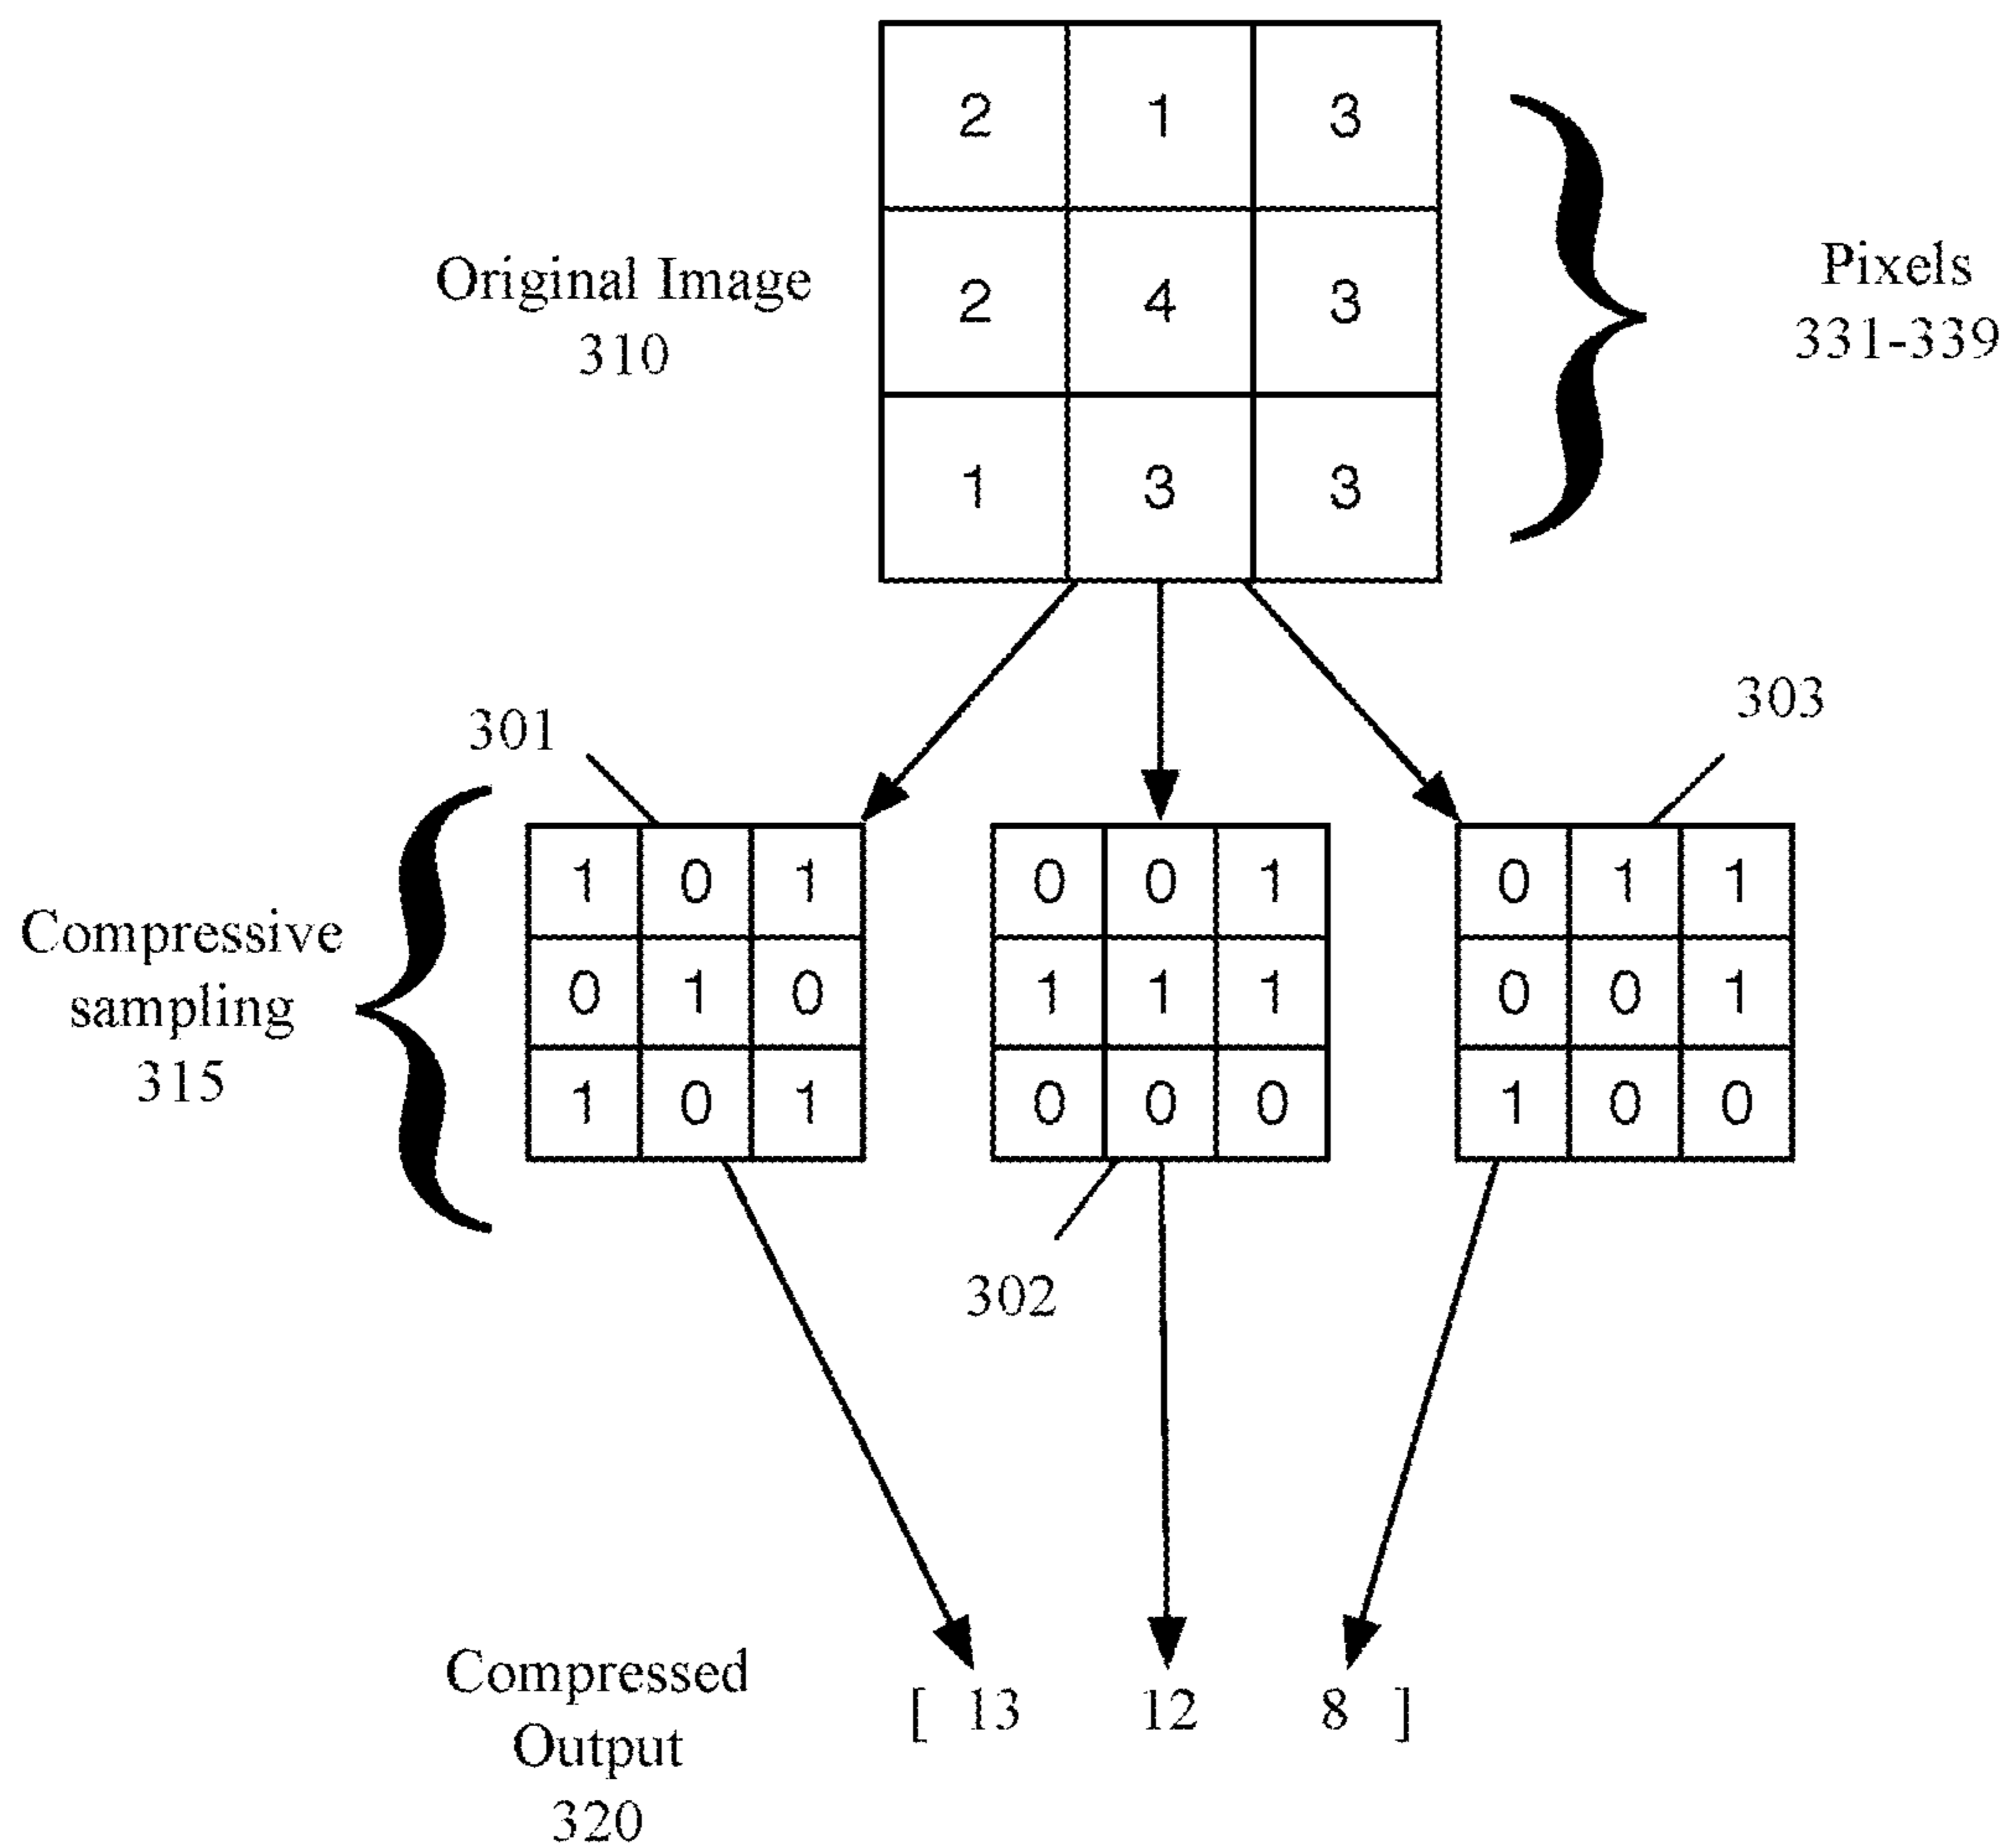 2 1 3
Original Image
310
2 4 3
Pixels
331-339
1 3 3
301
303
1 0 1
0 1 0
1 0 1
0 0 1
1 1 1
0 0 0
0 1 1
0 0 1
1 0 0
Compressive
sampling
315
302
Compressed
Output
320
[ 13 12 8 ]